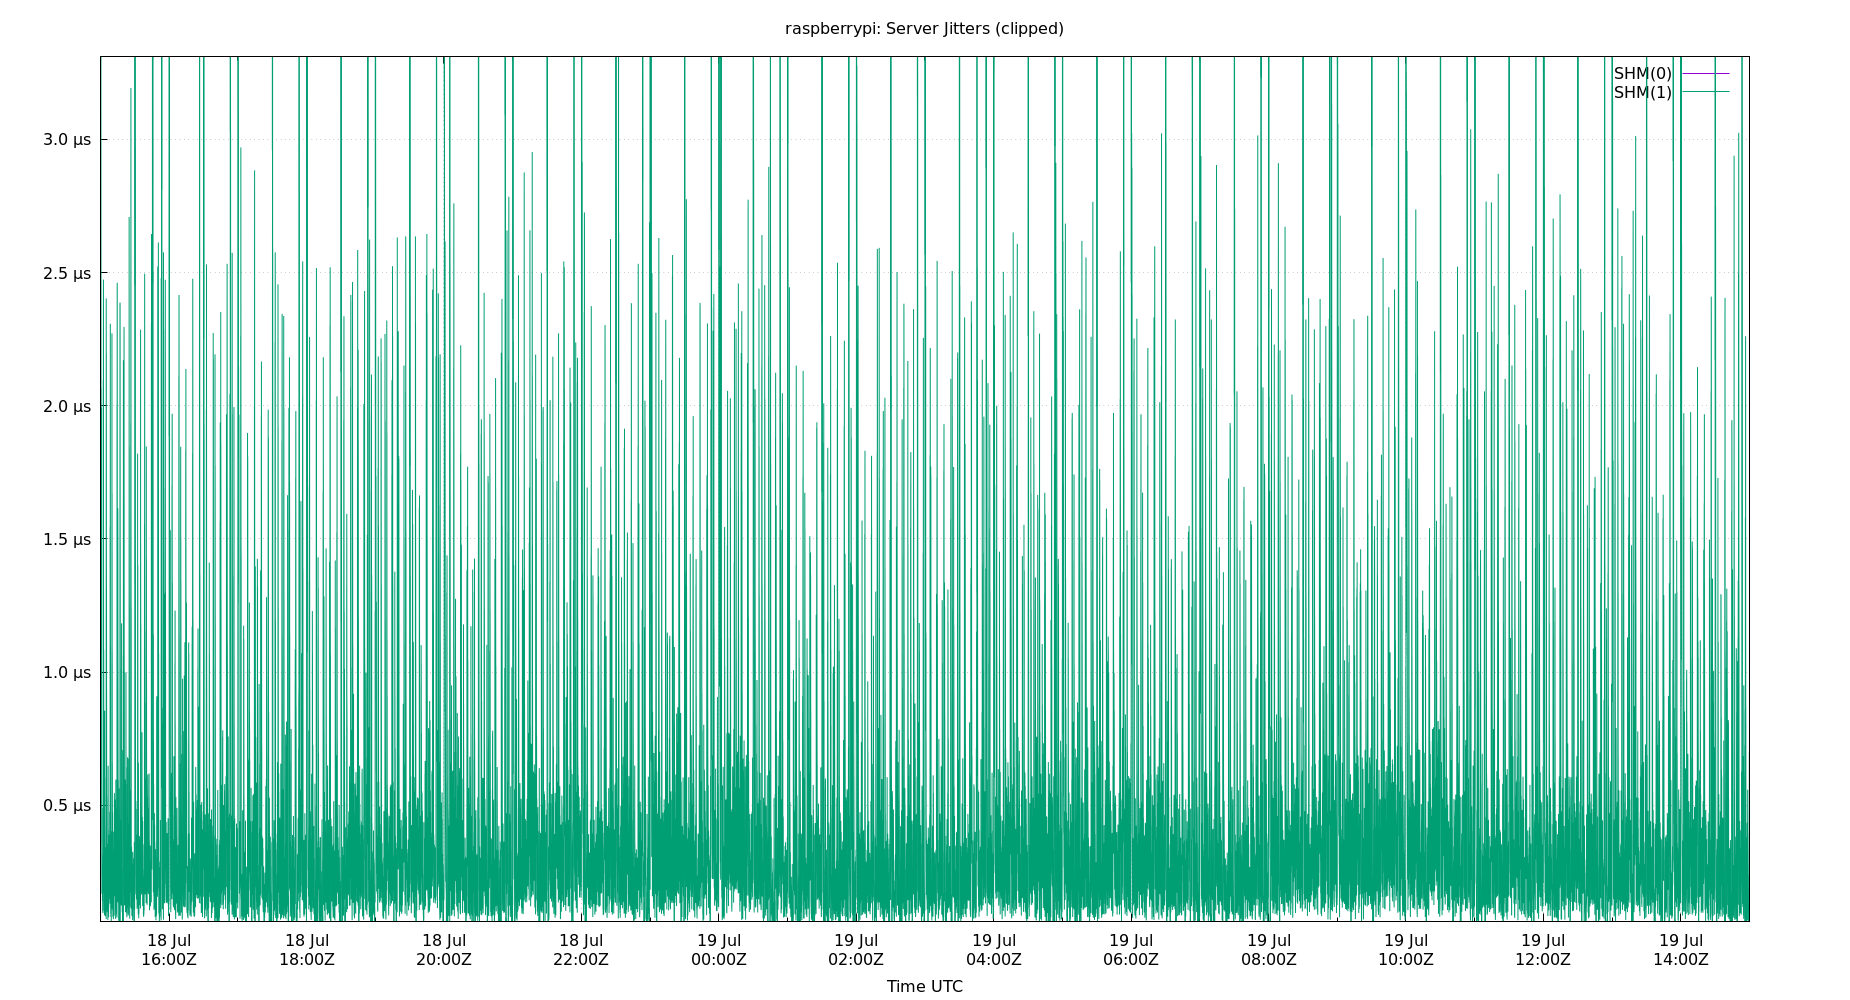 raspberrypi: Server Jitters (clipped)
SHM(0)
SHM(1)
3.0 µs
2.5 µs
2.0 µs
1.5 µs
1.0 µs
0.5 µs
18 Jul 18 Jul 18 Jul 18 Jul 19 Jul 19 Jul 19 Jul 19 Jul 19 Jul 19 Jul 19 Jul 19 Jul
16:00Z 18:00Z 20:00Z 22:00Z 00:00Z 02:00Z 04:00Z 06:00Z 08:00Z 10:00Z 12:00Z 14:00Z
Time UTC